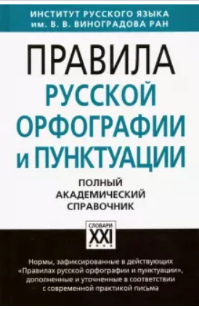 ИНСТИТУТ РУССКОГО ЯЗЫКА
ИМ. В. В. ВИНОГРАДОВА РАН
ПРАВИЛА
РУССКОЙ
ОРФОГРАФИИ
И ПУНКТУАЦИИ
ПОЛНЫЙ
АКАДЕМИЧЕСКИЙ
СПРАВОЧНИК
СЛОВАРИ
XXI
ВЕКА
Нормы, зафиксированные в действующих
«Правилах русской орфографии и пунктуации»,
дополненные и уточненные в соответствии
с современной практикой письма